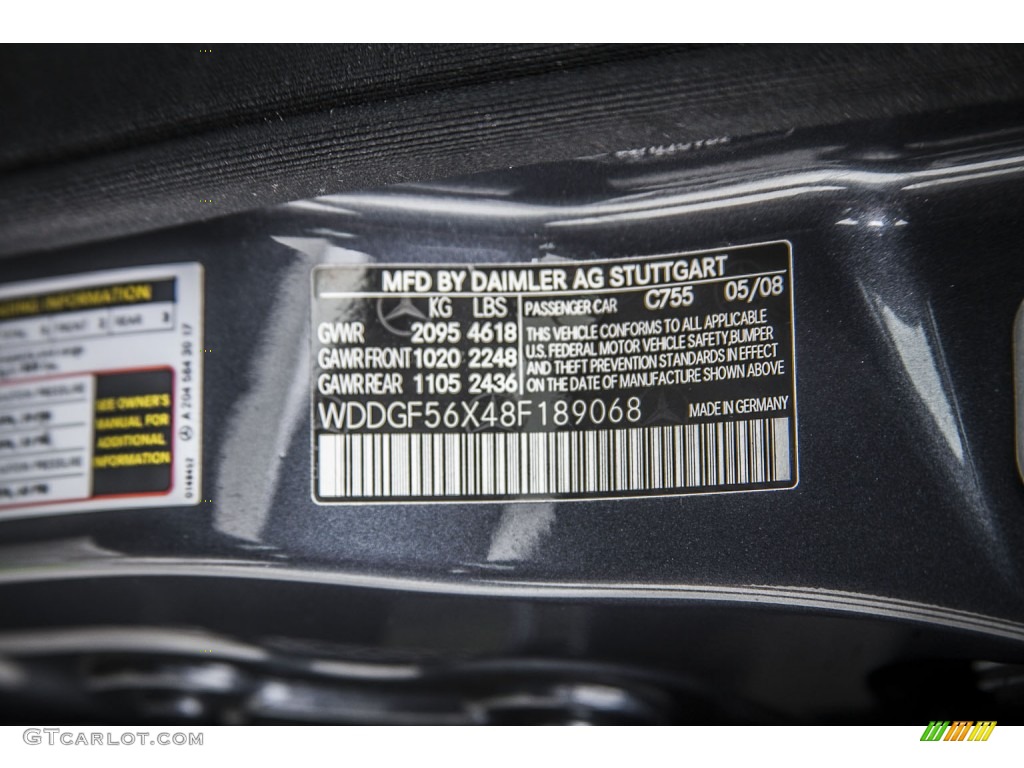 MFD BY DAIMLER AG STUTTGART
KG LBS PASSENGER CAR C755 05/08
GVWR 2095 4618 THIS VEHICLE CONFORMS TO ALL APPLICABLE
U.S. FEDERAL MOTOR VEHICLE SAFETY, BUMPER
GAWR FRONT 1020 2248 AND THEFT PREVENTION STANDARDS IN EFFECT
GAWR REAR 1105 2436 ON THE DATE OF MANUFACTURE SHOWN ABOVE
WDDGF56X48F189068 MADE IN GERMANY
INFORMATION
REAR
SEE OWNER'S
MANUAL FOR
ADDITIONAL
INFORMATION
A 204 584 30 17
GTCARLOT.COM